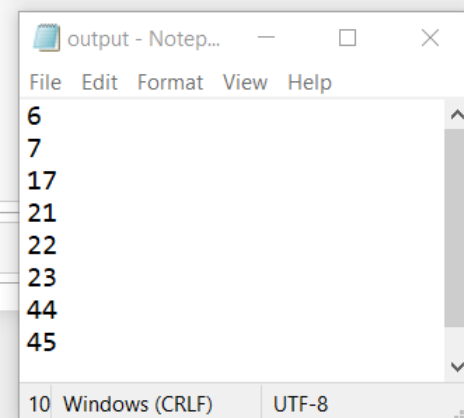 output - Notep...
File Edit Format View Help
6
7
17
21
22
23
44
45
10 Windows (CRLF) UTF-8